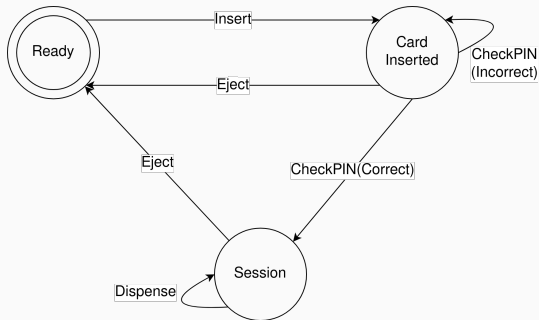 Insert
Ready
Card
Inserted
CheckPIN
(Incorrect)
Eject
Eject
CheckPIN(Correct)
Session
Dispense